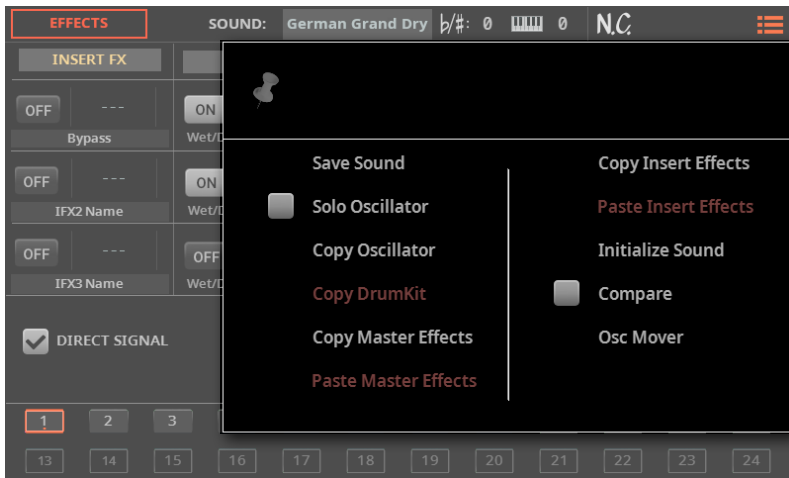 EFFECTS SOUND: German Grand Dry b/#: 0 0 N.C.
INSERT FX
OFF --- ON
Bypass Wet/D
Save Sound Copy Insert Effects
OFF --- ON Solo Oscillator Paste Insert Effects
IFX2 Name Wet/D
OFF --- OFF Copy Oscillator Initialize Sound
IFX3 Name Wet/D
Copy DrumKit Compare
DIRECT SIGNAL Copy Master Effects Osc Mover
Paste Master Effects
1 2 3
13 14 15 16 17 18 19 20 21 22 23 24